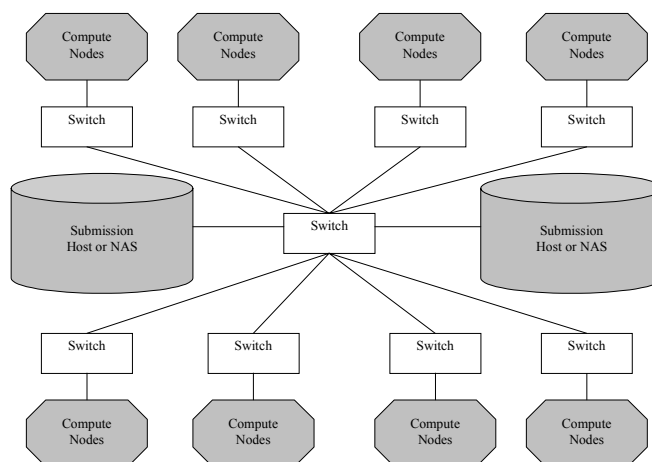 Compute
Nodes
Compute
Nodes
Compute
Nodes
Compute
Nodes
Switch
Switch
Switch
Switch
Submission
Host or NAS
Switch
Submission
Host or NAS
Switch
Switch
Switch
Switch
Compute
Nodes
Compute
Nodes
Compute
Nodes
Compute
Nodes